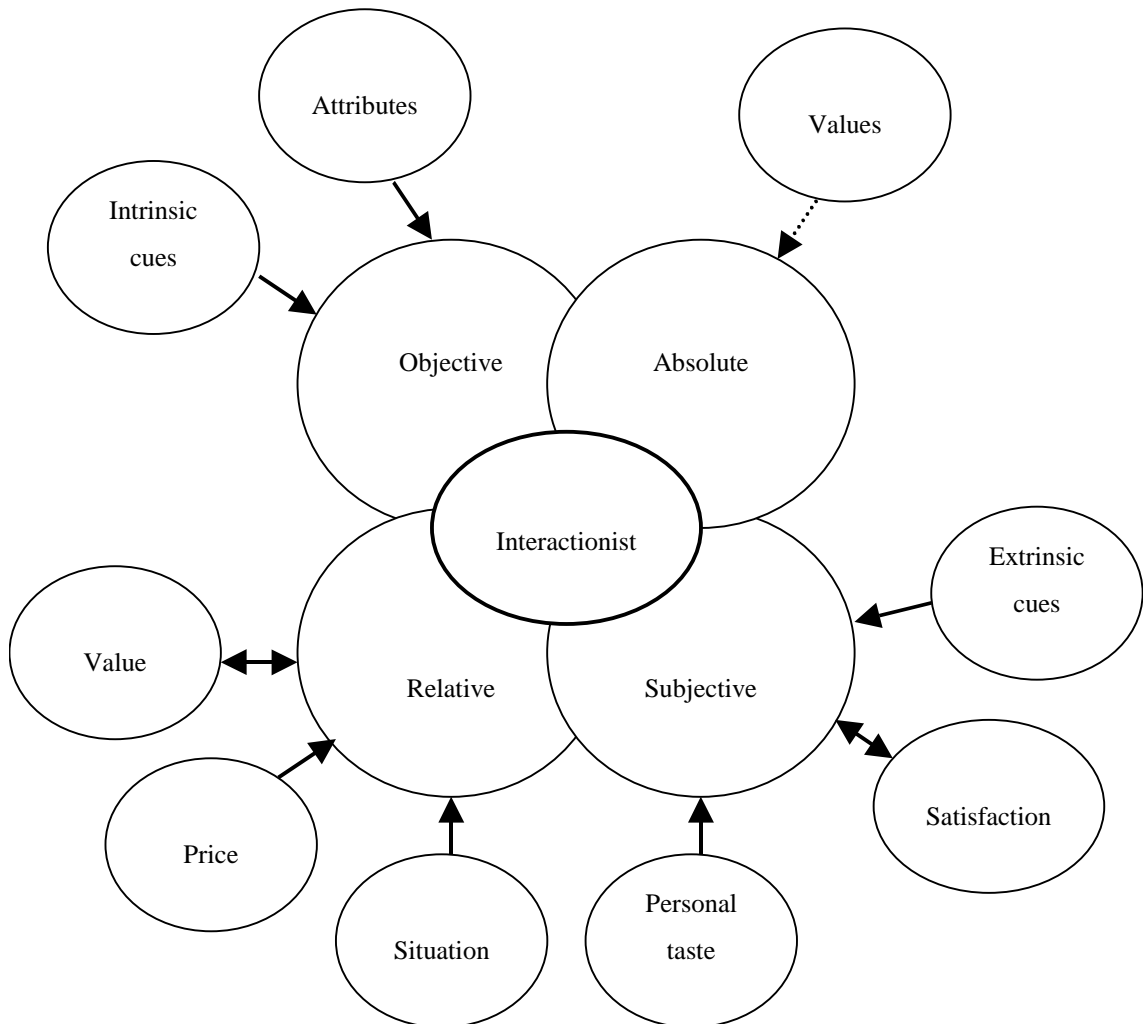 Attributes
Values
Intrinsic
cues
Objective
Absolute
Interactionist
Extrinsic
cues
Value
Relative
Subjective
Satisfaction
Price
Situation
Personal
taste